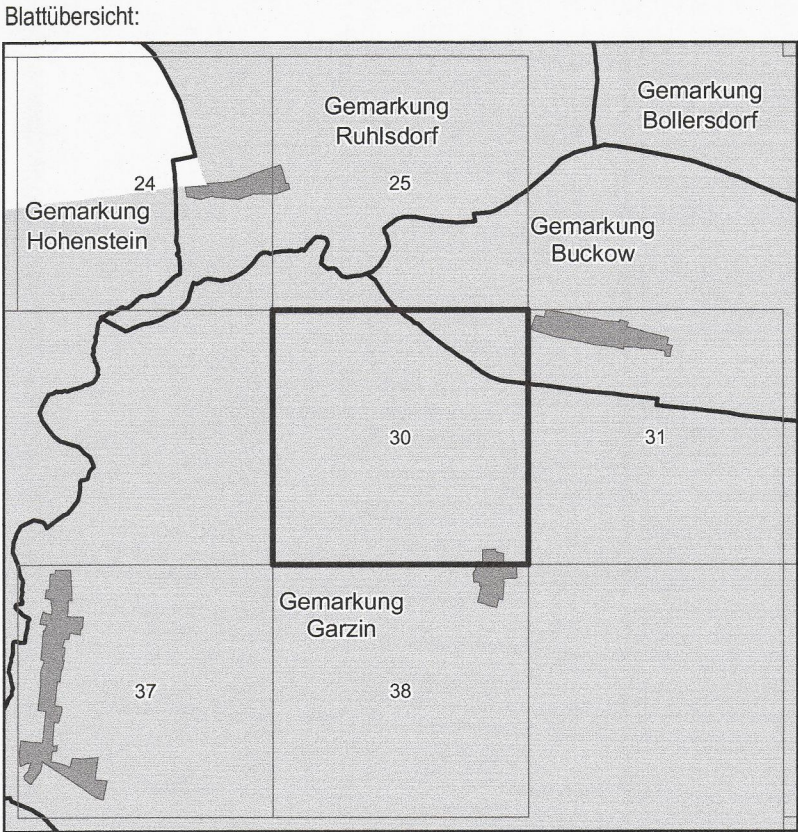 Blattübersicht:
Gemarkung
Bollersdorf
Gemarkung
Ruhlsdorf
24
25
Gemarkung
Hohenstein
Gemarkung
Buckow
30
31
Gemarkung
Garzin
37
38